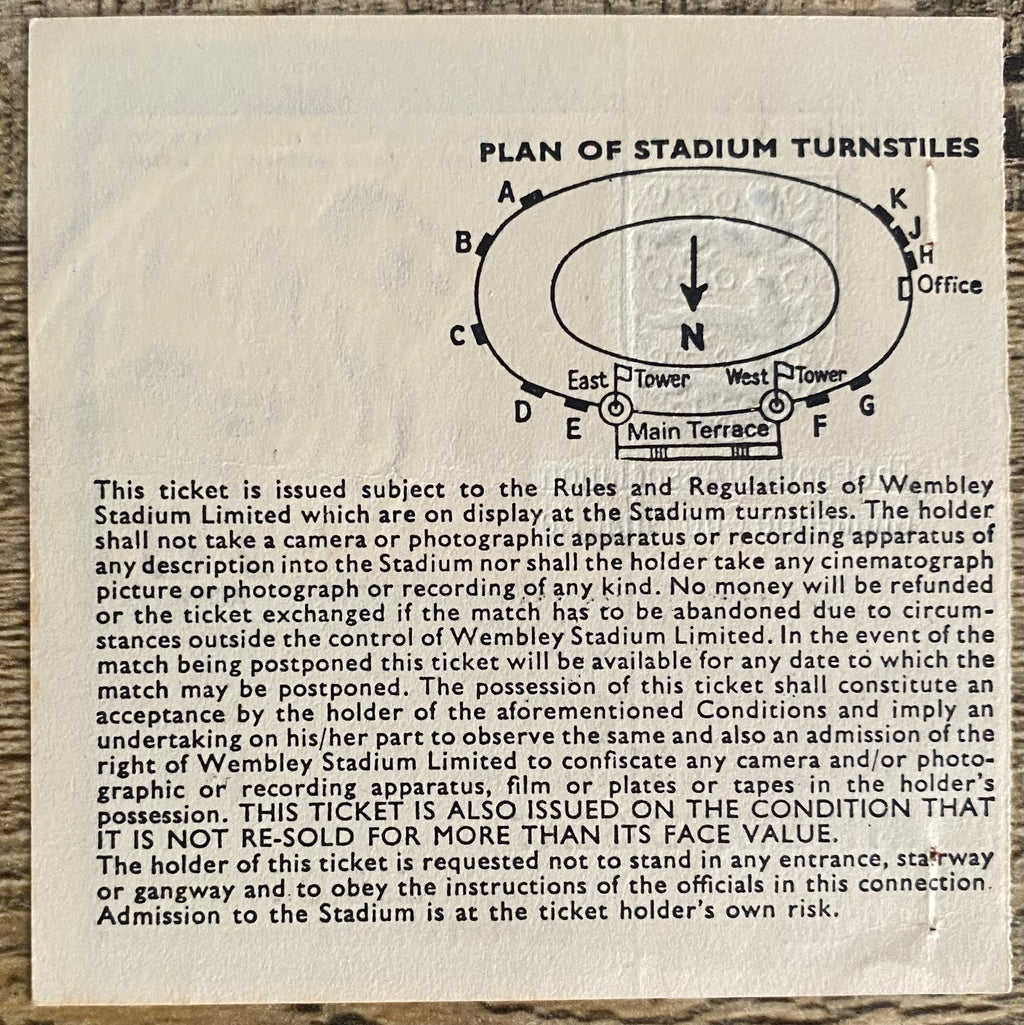 PLAN OF STADIUM TURNSTILES
A
K
B
J
H
Office
C
N
East Tower
West Tower
D
E
Main Terrace
F
G
This ticket is issued subject to the Rules and Regulations of Wembley
Stadium Limited which are on display at the Stadium turnstiles. The holder
shall not take a camera or photographic apparatus or recording apparatus of
any description into the Stadium nor shall the holder take any cinematograph
picture or photograph or recording of any kind. No money will be refunded
or the ticket exchanged if the match has to be abandoned due to circum-
stances outside the control of Wembley Stadium Limited. In the event of the
match being postponed this ticket will be available for any date to which the
match may be postponed. The possession of this ticket shall constitute an
acceptance by the holder of the aforementioned Conditions and imply an
undertaking on his/her part to observe the same and also an admission of the
right of Wembley Stadium Limited to confiscate any camera and/or photo-
graphic or recording apparatus, film or plates or tapes in the holder's
possession. THIS TICKET IS ALSO ISSUED ON THE CONDITION THAT
IT IS NOT RE-SOLD FOR MORE THAN ITS FACE VALUE.
The holder of this ticket is requested not to stand in any entrance, stairway
or gangway and to obey the instructions of the officials in this connection.
Admission to the Stadium is at the ticket holder's own risk.